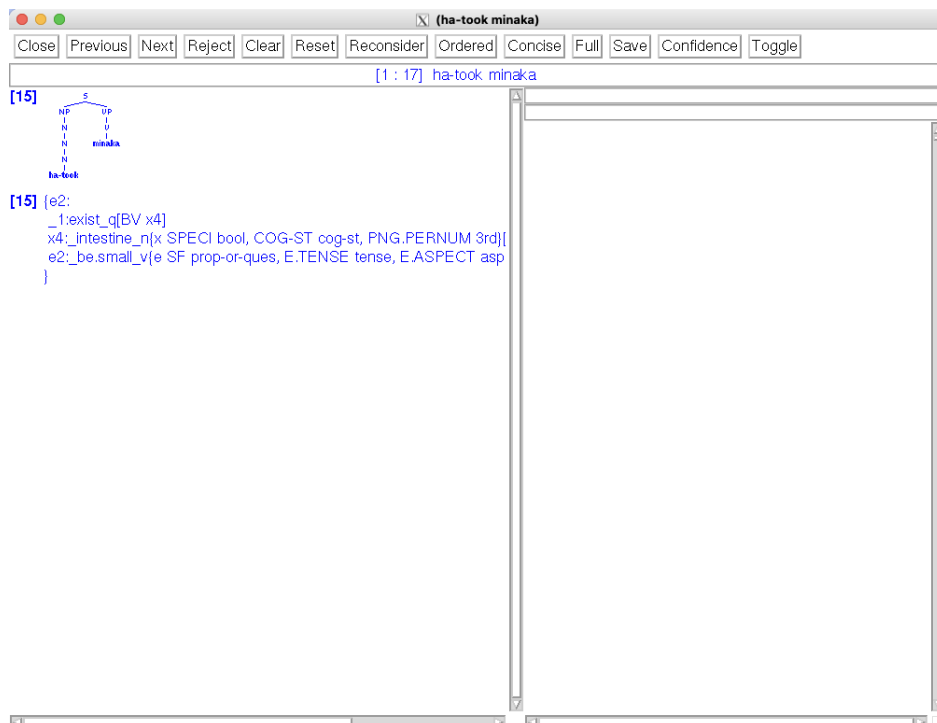 (ha-took minaka)
Close Previous Next Reject Clear Reset Reconsider Ordered Concise Full Save Confidence Toggle
[1 : 17] ha-took minaka
[15]
S
NP VP
N V
N minaka
N
ha-took
[15] {e2:
_1:exist_q[BV x4]
x4:_intestine_n{x SPECI bool, COG-ST cog-st, PNG.PERNUM 3rd}[
e2:_be.small_v{e SF prop-or-ques, E.TENSE tense, E.ASPECT asp
}